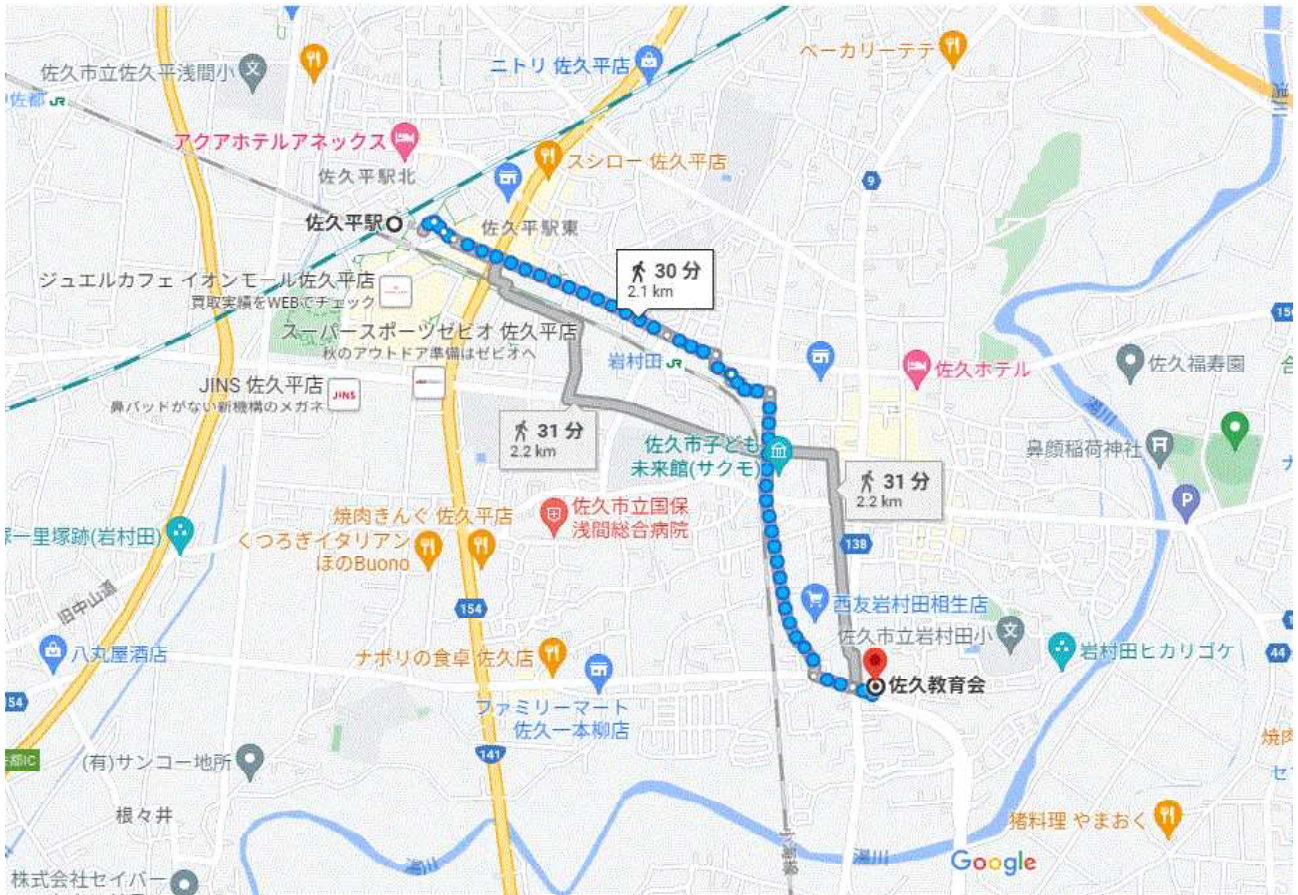 佐久市立佐久平浅間小
ニトリ 佐久平店
ベーカリーテテ
佐都 JR
アクアホテルアネックス
スシロー 佐久平店
佐久平駅北
9
佐久平駅
佐久平駅東
ジュエルカフェ イオンモール佐久平店
買取実績をWEBでチェック
30 分
2.1 km
スーパースポーツゼビオ 佐久平店
秋のアウトドア準備はゼビオへ
岩村田 JR
佐久ホテル
佐久福寿園
JINS 佐久平店
鼻パッドがない新機構のメガネ
JINS
湯川
31 分
2.2 km
佐久市子ども
未来館(サクモ)
鼻顔稲荷神社
31 分
2.2 km
P
焼肉きんぐ 佐久平店
くつろぎイタリアン
ほのBuono
佐久市立国保
浅間総合病院
塚一里塚跡(岩村田)
138
旧中山道
154
西友岩村田相生店
佐久市立岩村田小
八丸屋酒店
ナポリの食卓 佐久店
岩村田ヒカリゴケ
44
佐久教育会
ファミリーマート
佐久一本柳店
141
(有)サンコー地所
根々井
猪料理 やまおく
小海線
湯川
湯川
Google
株式会社セイバー